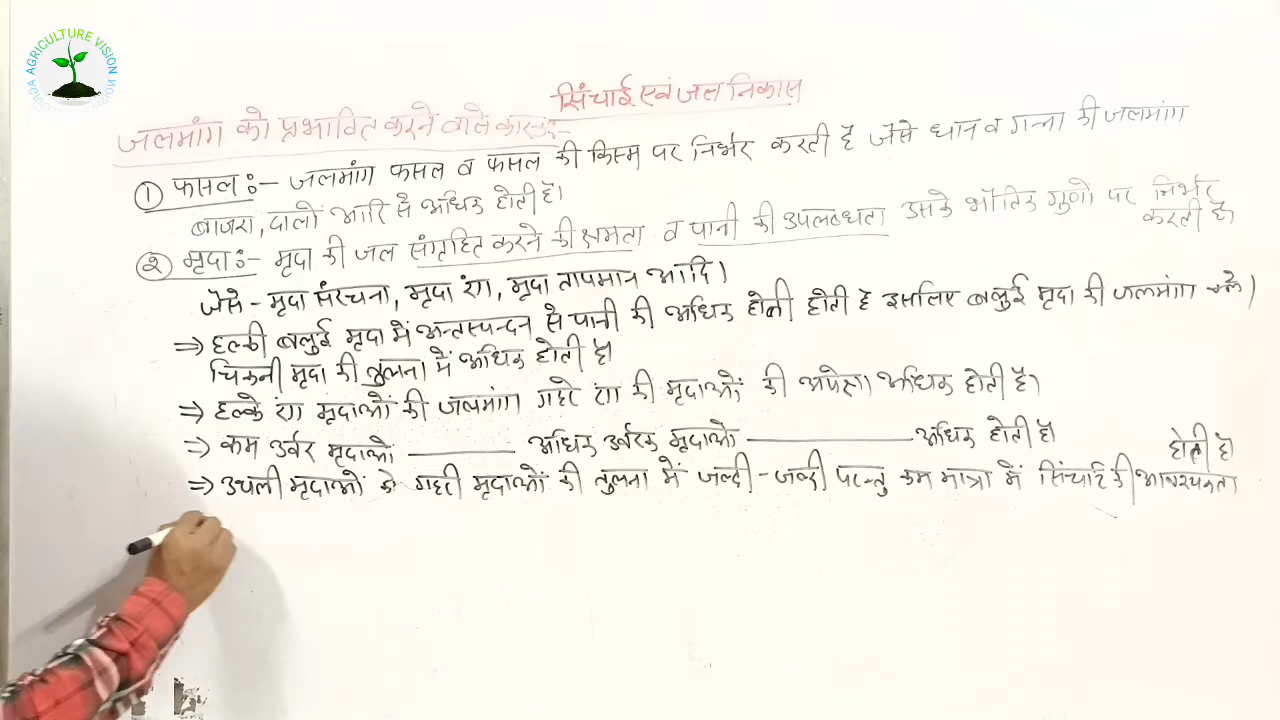 AGRICULTURE VISION
सिंचाई एवं जल निकास
जलमांग को प्रभावित करने वाले कारक:-
① फसल:- जलमांग फसल व फसल की किस्म पर निर्भर करती है जैसे धान व गन्ना की जलमांग
बाजरा, दालों आदि से अधिक होती है।
② मृदा:- मृदा की जल संग्रहित करने की क्षमता व पानी की उपलब्धता उसके भौतिक गुणों पर निर्भर
करती है।
जैसे - मृदा संरचना, मृदा रंग, मृदा तापमान आदि।
⇒ हल्की बलुई मृदा में अन्तस्पन्दन से पानी की अधिक होती होती है इसलिए बलुई मृदा की जलमांग
चिकनी मृदा की तुलना में अधिक होती है।
⇒ हल्के रंग मृदाओं की जलमांग गहरे रंग की मृदाओं की अपेक्षा अधिक होती है।
⇒ कम उर्वर मृदाओं ——— अधिक उर्वरक मृदाओं ——— अधिक होती है।
⇒ उथली मृदाओं को गहरी मृदाओं की तुलना में जल्दी-जल्दी परन्तु कम मात्रा में सिंचाई की आवश्यकता
होती है